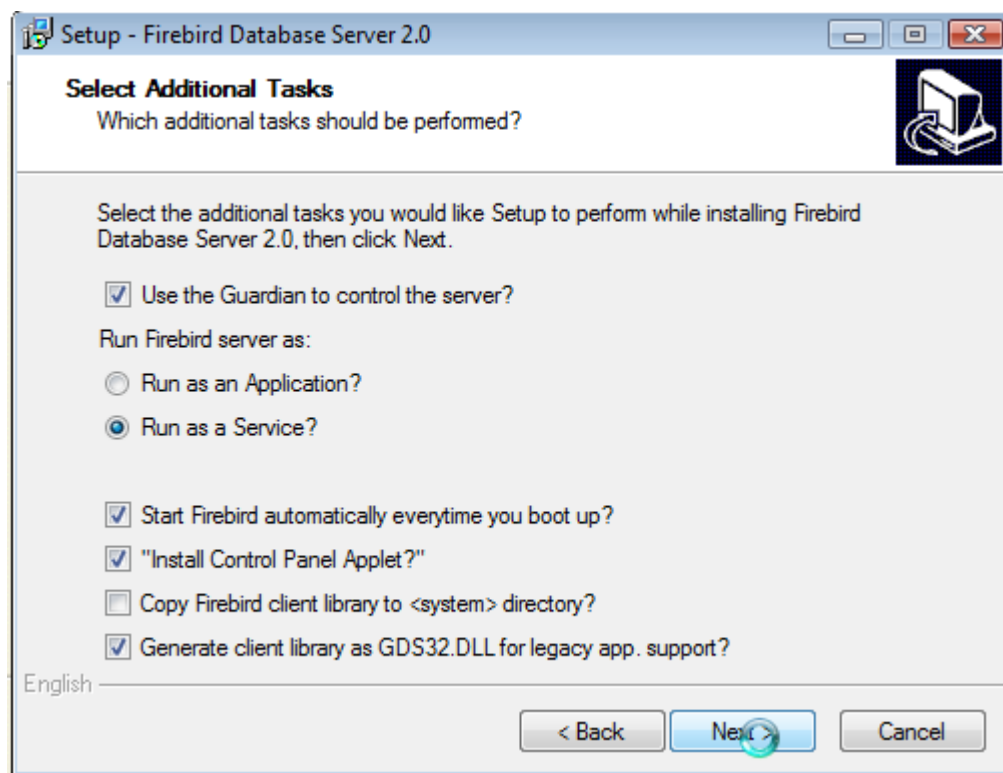 Setup - Firebird Database Server 2.0
Select Additional Tasks
Which additional tasks should be performed?
Select the additional tasks you would like Setup to perform while installing Firebird
Database Server 2.0, then click Next.
Use the Guardian to control the server?
Run Firebird server as:
Run as an Application?
Run as a Service?
Start Firebird automatically everytime you boot up?
"Install Control Panel Applet?"
Copy Firebird client library to <system> directory?
Generate client library as GDS32.DLL for legacy app. support?
English
< Back
Next >
Cancel